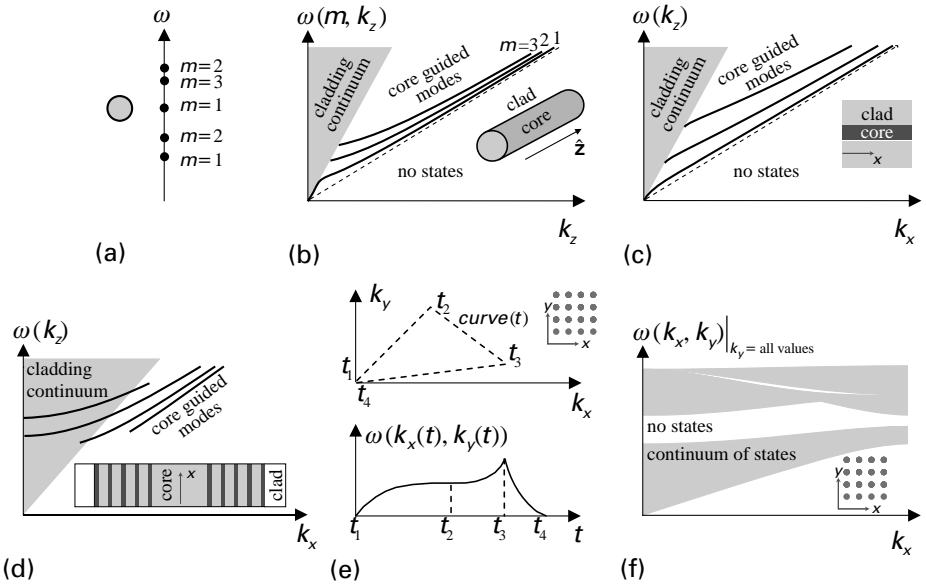 ω
m=2
m=3
m=1
m=2
m=1
(a)
ω(m, k_z)
m=3 2 1
cladding
continuum
core guided
modes
clad
core
ẑ
no states
k_z
(b)
ω(k_x)
cladding
continuum
core guided
modes
clad
core
x
no states
k_x
(c)
ω(k_z)
cladding
continuum
core guided
modes
core
x
clad
k_x
(d)
k_y
t_2
curve(t)
y
x
t_3
t_1
t_4
k_x
ω(k_x(t), k_y(t))
t_1
t_2
t_3
t_4
t
(e)
ω(k_x, k_y)|k_y = all values
no states
continuum of states
y
x
k_x
(f)